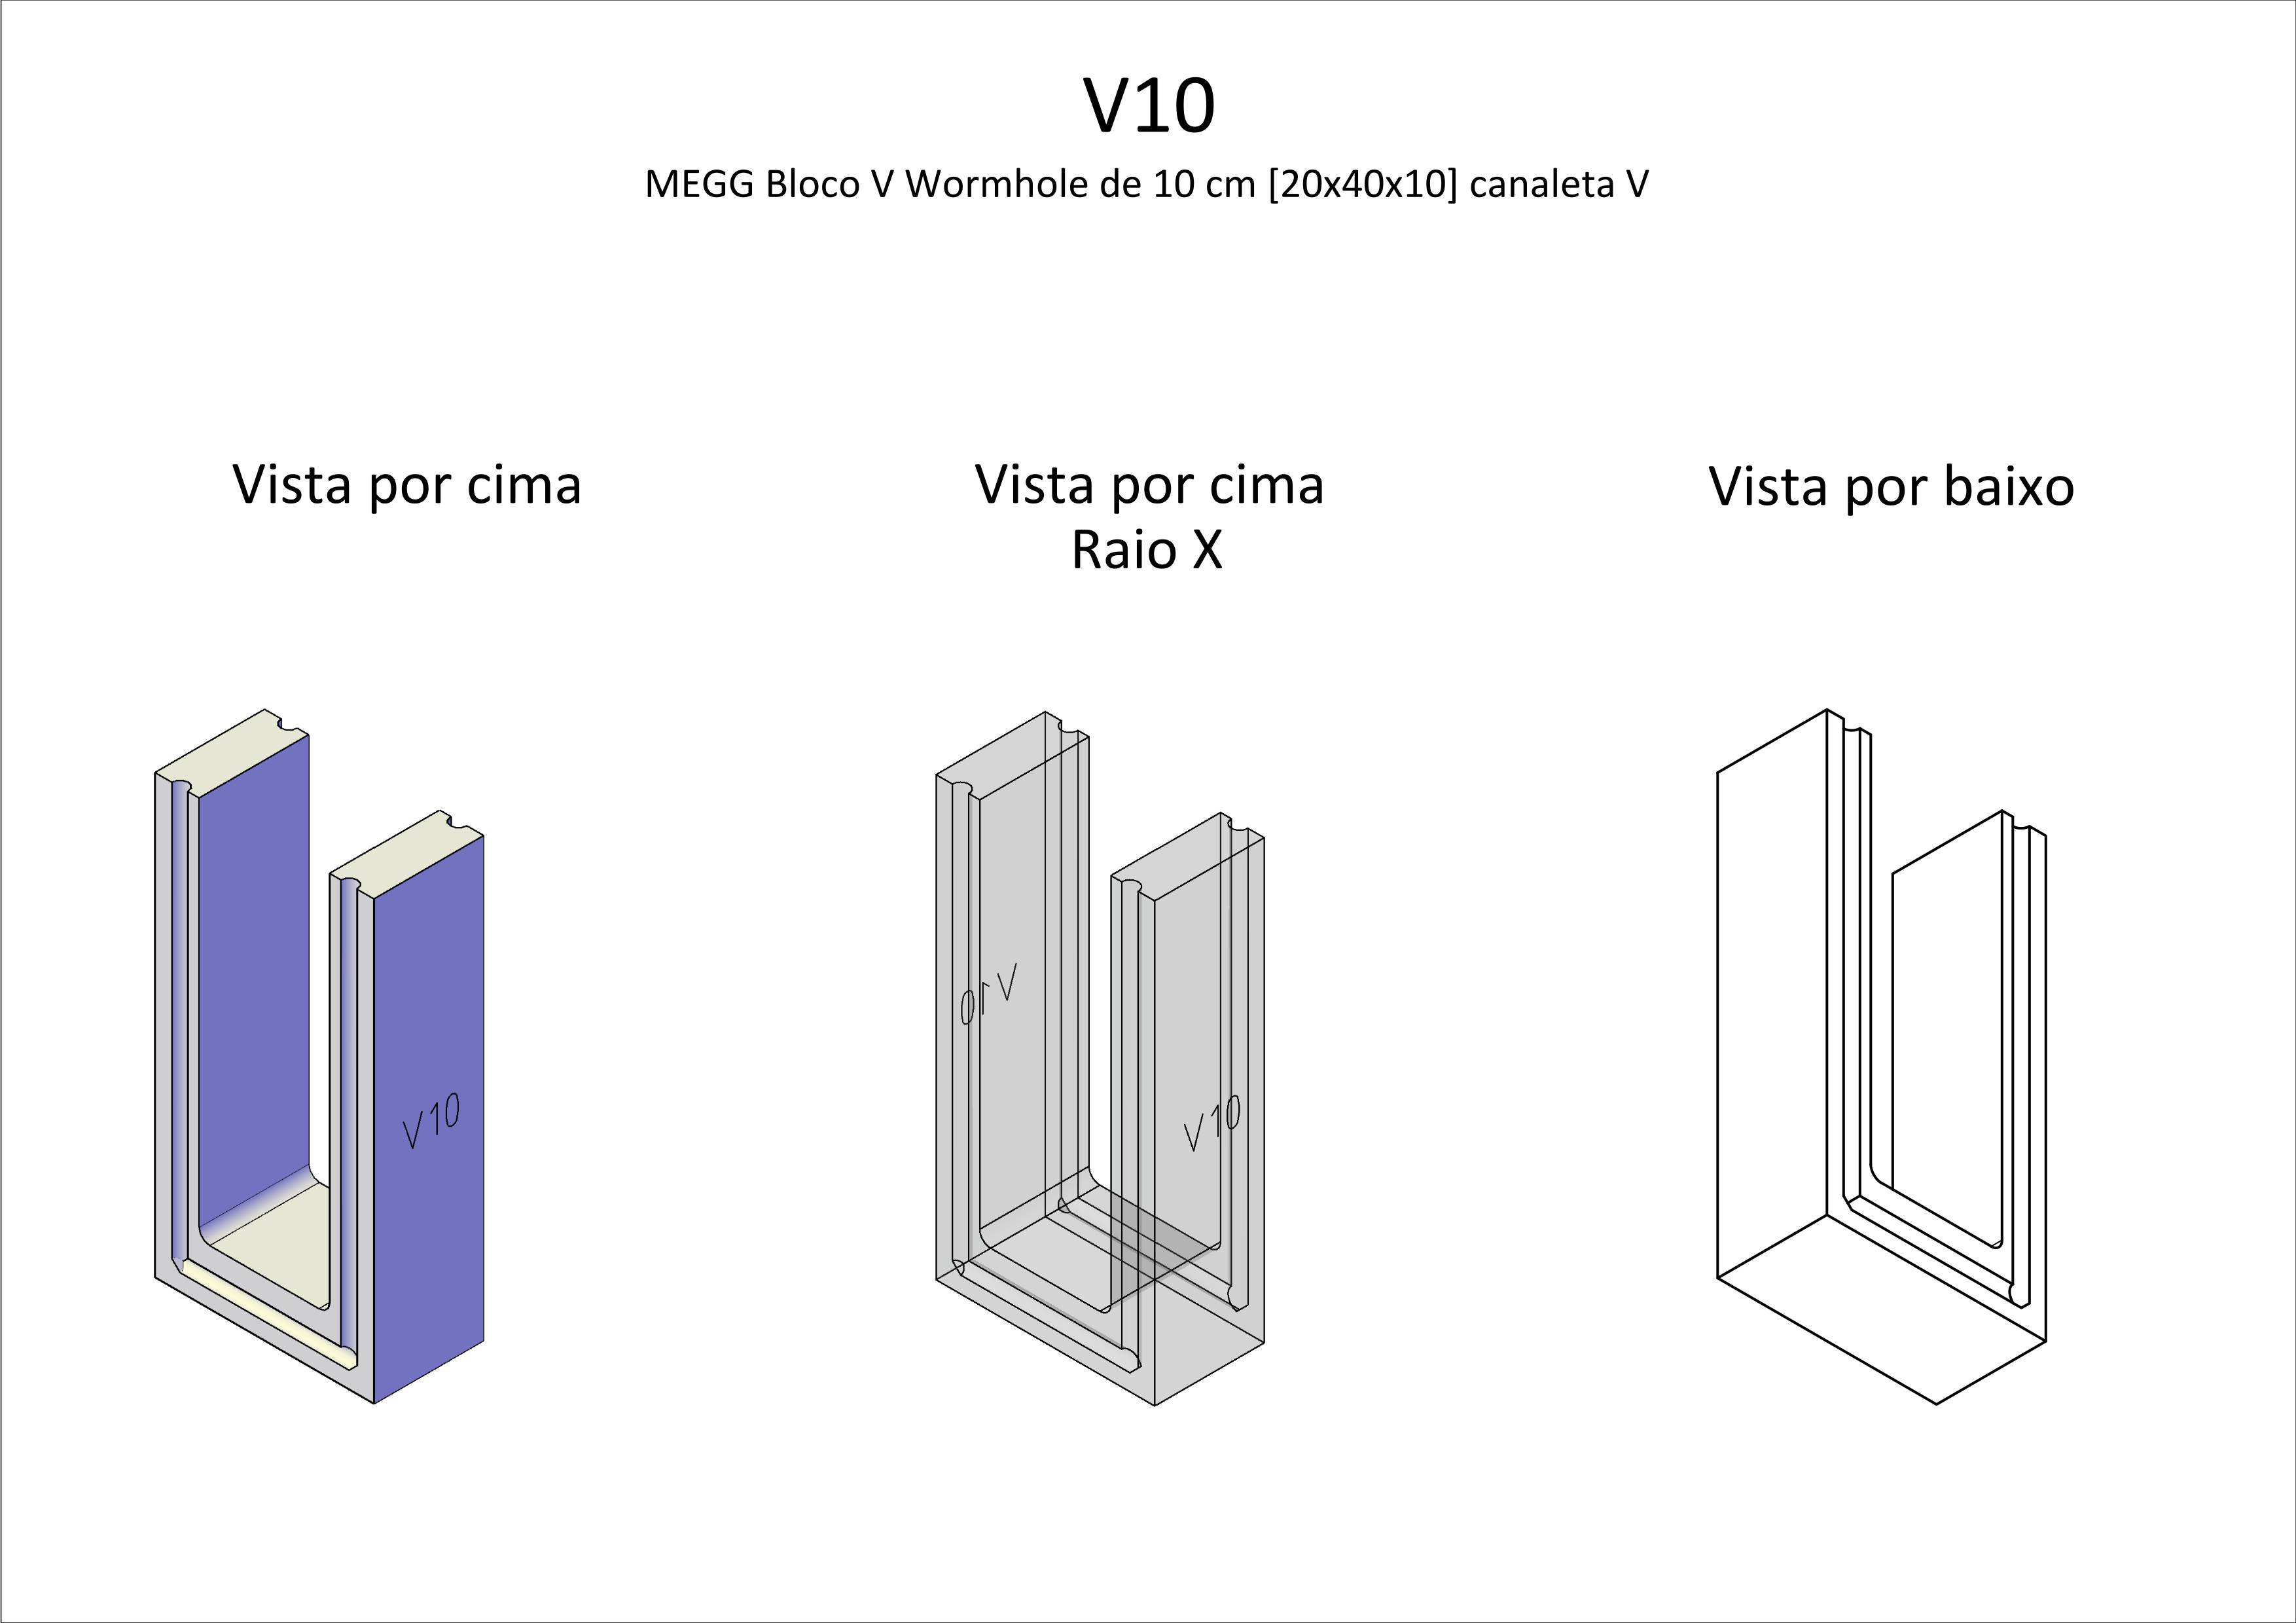 V10
MEGG Bloco V Wormhole de 10 cm [20x40x10] canaleta V
Vista por cima
Vista por cima
Raio X
Vista por baixo
V10
V10
V10